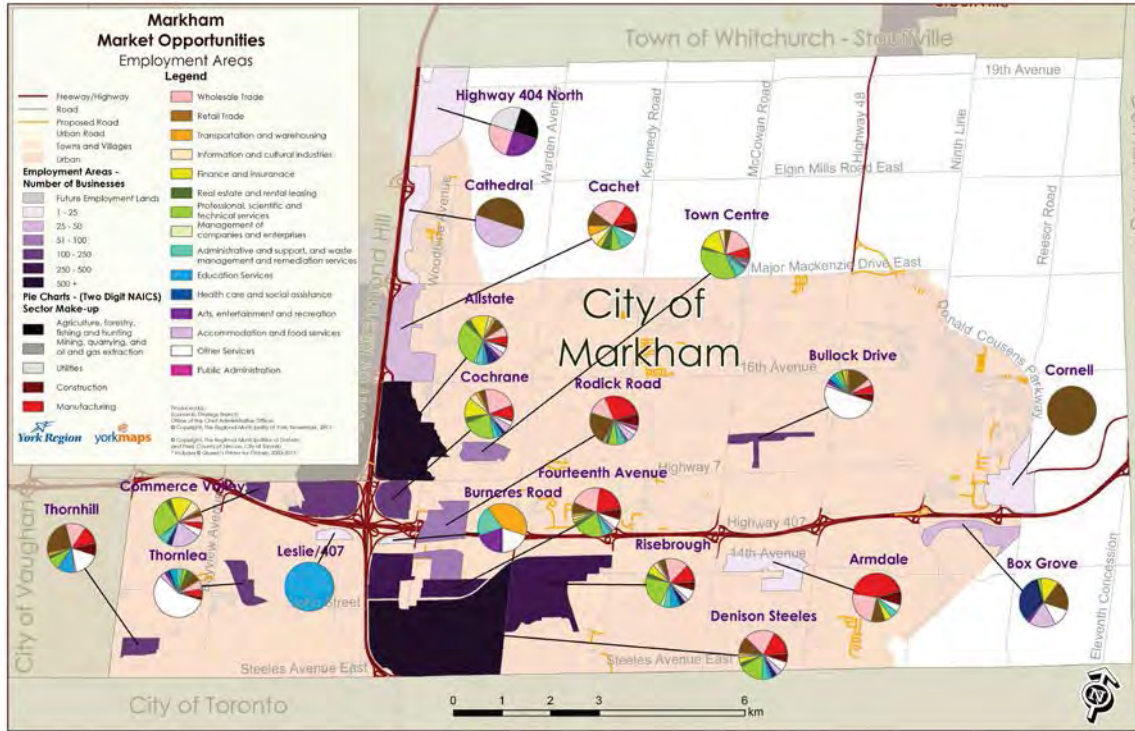 Markham
Market Opportunities
Employment Areas
Legend
Freeway/Highway
Road
Proposed Road
Urban Road
Towns and Villages
Urban
Employment Areas -
Number of Businesses
Future Employment Lands
1 - 25
25 - 50
51 - 100
100 - 250
250 - 500
500 +
Pie Charts - (Two Digit NAICS)
Sector Make-up
Agriculture, forestry,
fishing and hunting
Mining, quarrying, and
oil and gas extraction
Utilities
Construction
Manufacturing
Wholesale Trade
Retail Trade
Transportation and warehousing
Information and cultural industries
Finance and insuranace
Real estate and rental leasing
Professional, scientific and
technical services
Management of
companies and enterprises
Administrative and support, and waste
management and remediation services
Education Services
Health care and social assistance
Arts, entertainment and recreation
Accommodation and food services
Other Services
Public Administration
York Region
yorkmaps
Town of Whitchurch - Stouffville
19th Avenue
Highway 404 North
Warden Avenue
Kennedy Road
McCowan Road
Highway 48
Ninth Line
Reesor Road
Elgin Mills Road East
Cathedral
Cachet
Woodbine Avenue
Town Centre
Major Mackenzie Drive East
Allstate
City of
Markham
Donald Cousens Parkway
16th Avenue
Bullock Drive
Cornell
Cochrane
Rodick Road
Highway 7
Fourteenth Avenue
Commerce Valley
Burncres Road
Highway 407
Thornhill
Thornlea
Leslie/407
Risebrough
14th Avenue
Armdale
Box Grove
John Street
Denison Steeles
Steeles Avenue East
Steeles Avenue East
Eleventh Concession
City of Vaughan
City of Toronto
0 1 2 3 6
km
N